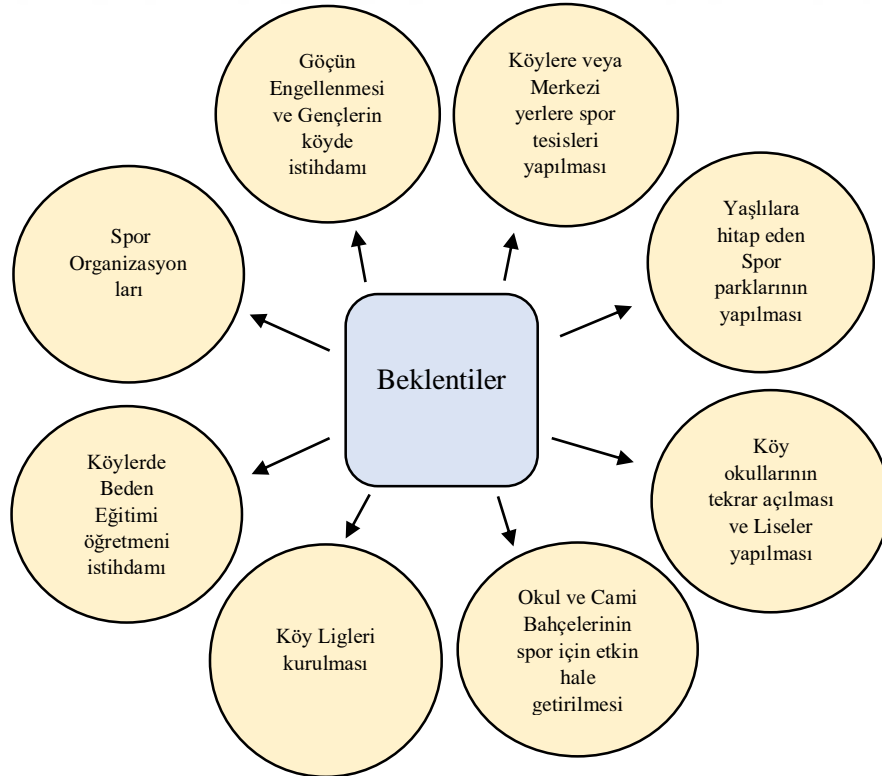 Göçün
Engellenmesi
ve Gençlerin
köyde
istihdamı
Köylere veya
Merkezi
yerlere spor
tesisleri
yapılması
Spor
Organizasyon
ları
Yaşlılara
hitap eden
Spor
parklarının
yapılması
Beklentiler
Köylerde
Beden
Eğitimi
öğretmeni
istihdamı
Köy
okullarının
tekrar açılması
ve Liseler
yapılması
Köy Ligleri
kurulması
Okul ve Cami
Bahçelerinin
spor için etkin
hale
getirilmesi